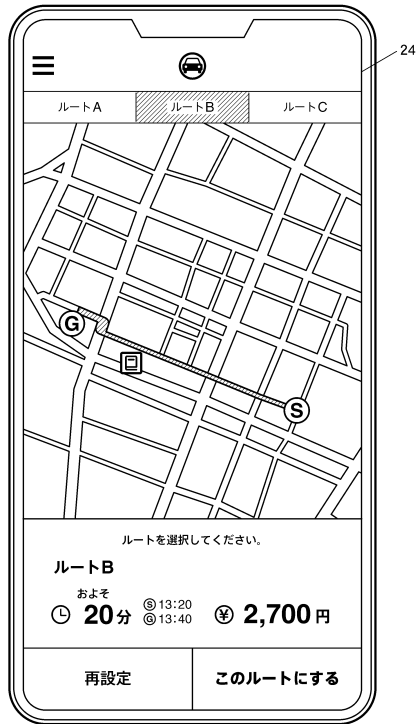 24
ルートA ルートB ルートC
G
S
ルートを選択してください。
ルートB
およそ
20分 Ⓢ13:20 ¥ 2,700円
Ⓖ13:40
再設定 このルートにする